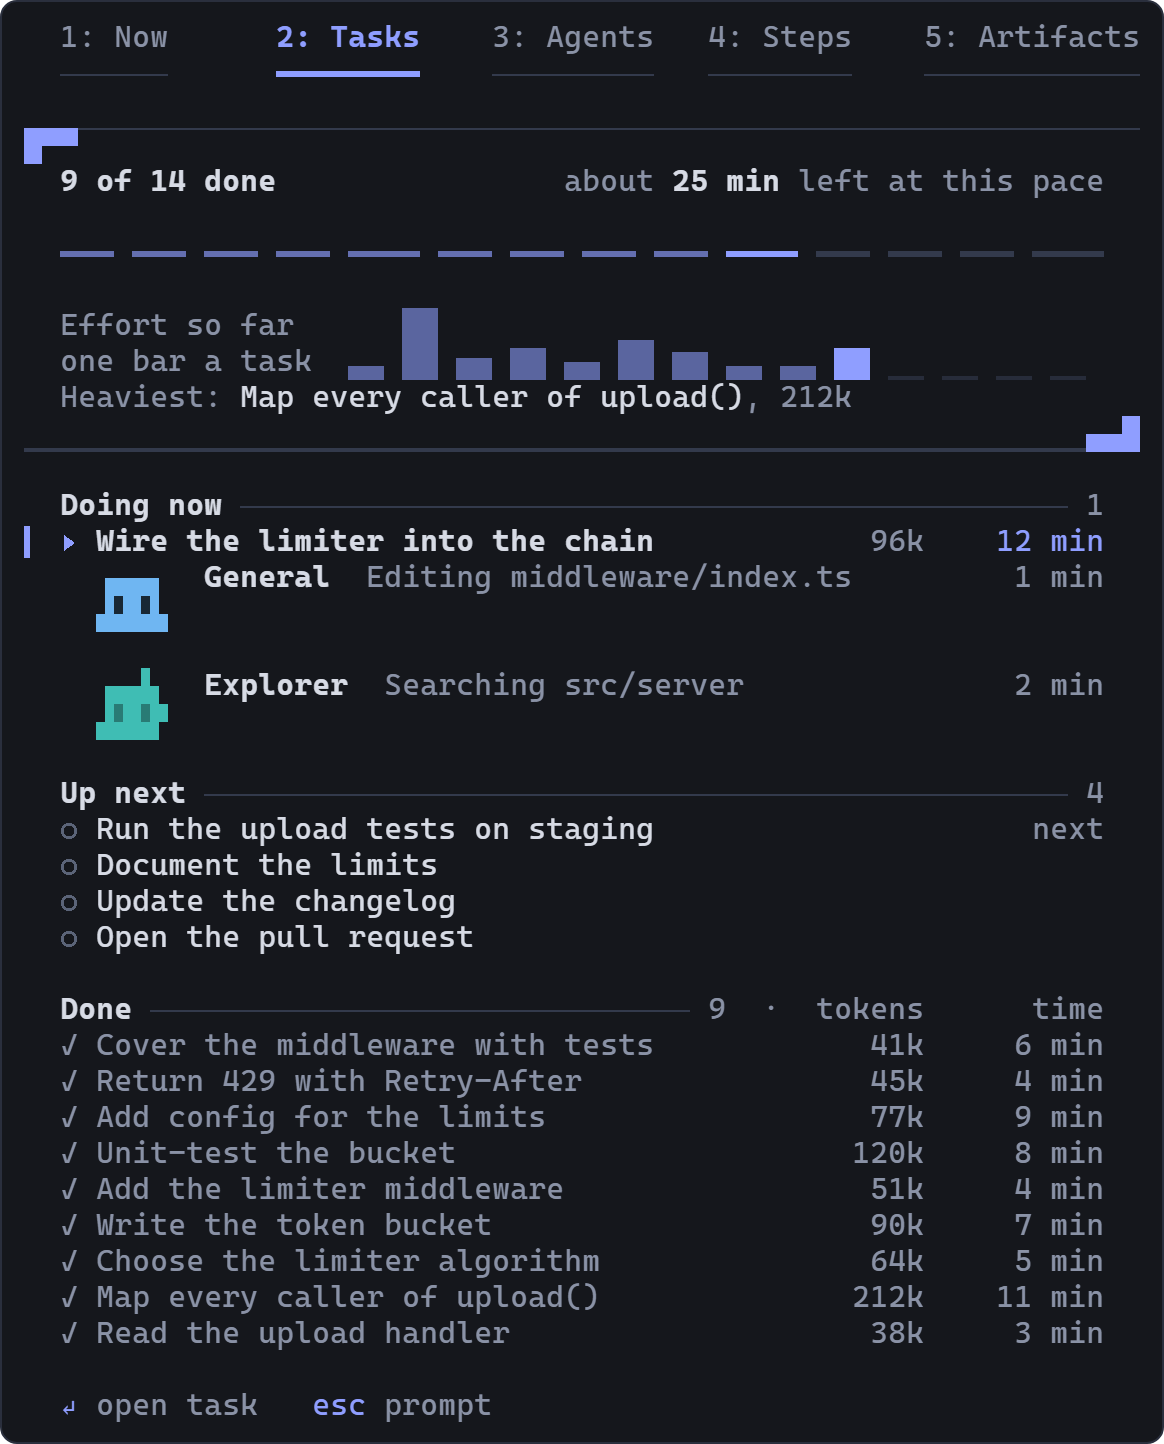 1: Now 2: Tasks 3: Agents 4: Steps 5: Artifacts
9 of 14 done about 25 min left at this pace
Effort so far
one bar a task
Heaviest: Map every caller of upload(), 212k
Doing now 1
Wire the limiter into the chain 96k 12 min
General Editing middleware/index.ts 1 min
Explorer Searching src/server 2 min
Up next 4
○ Run the upload tests on staging next
○ Document the limits
○ Update the changelog
○ Open the pull request
Done 9 · tokens time
✓ Cover the middleware with tests 41k 6 min
✓ Return 429 with Retry-After 45k 4 min
✓ Add config for the limits 77k 9 min
✓ Unit-test the bucket 120k 8 min
✓ Add the limiter middleware 51k 4 min
✓ Write the token bucket 90k 7 min
✓ Choose the limiter algorithm 64k 5 min
✓ Map every caller of upload() 212k 11 min
✓ Read the upload handler 38k 3 min
↲ open task esc prompt